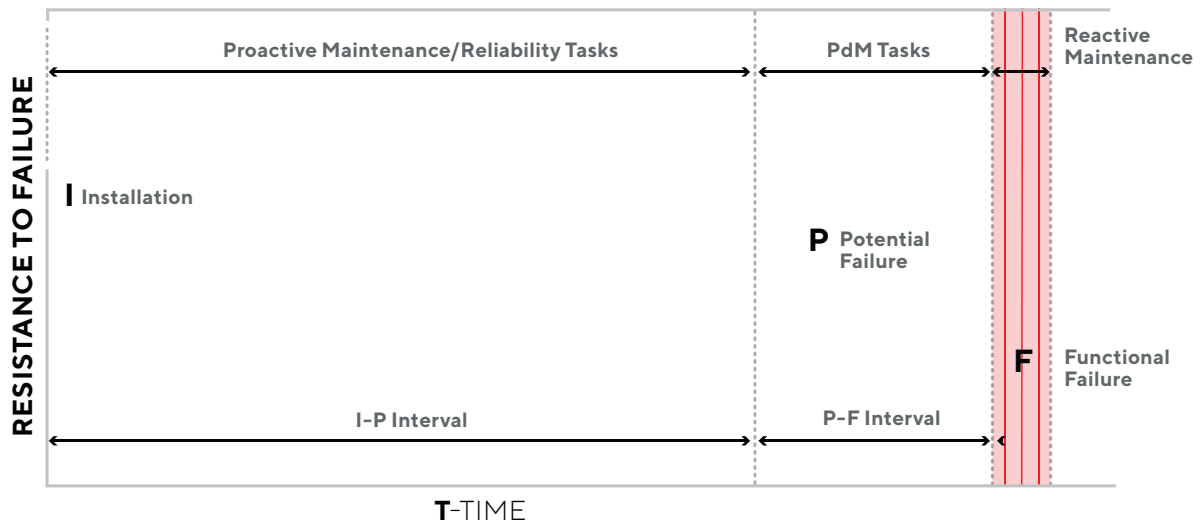 Proactive Maintenance/Reliability Tasks
PdM Tasks
Reactive
Maintenance
RESISTANCE TO FAILURE
I Installation
P Potential
Failure
F Functional
Failure
I-P Interval
P-F Interval
T-TIME